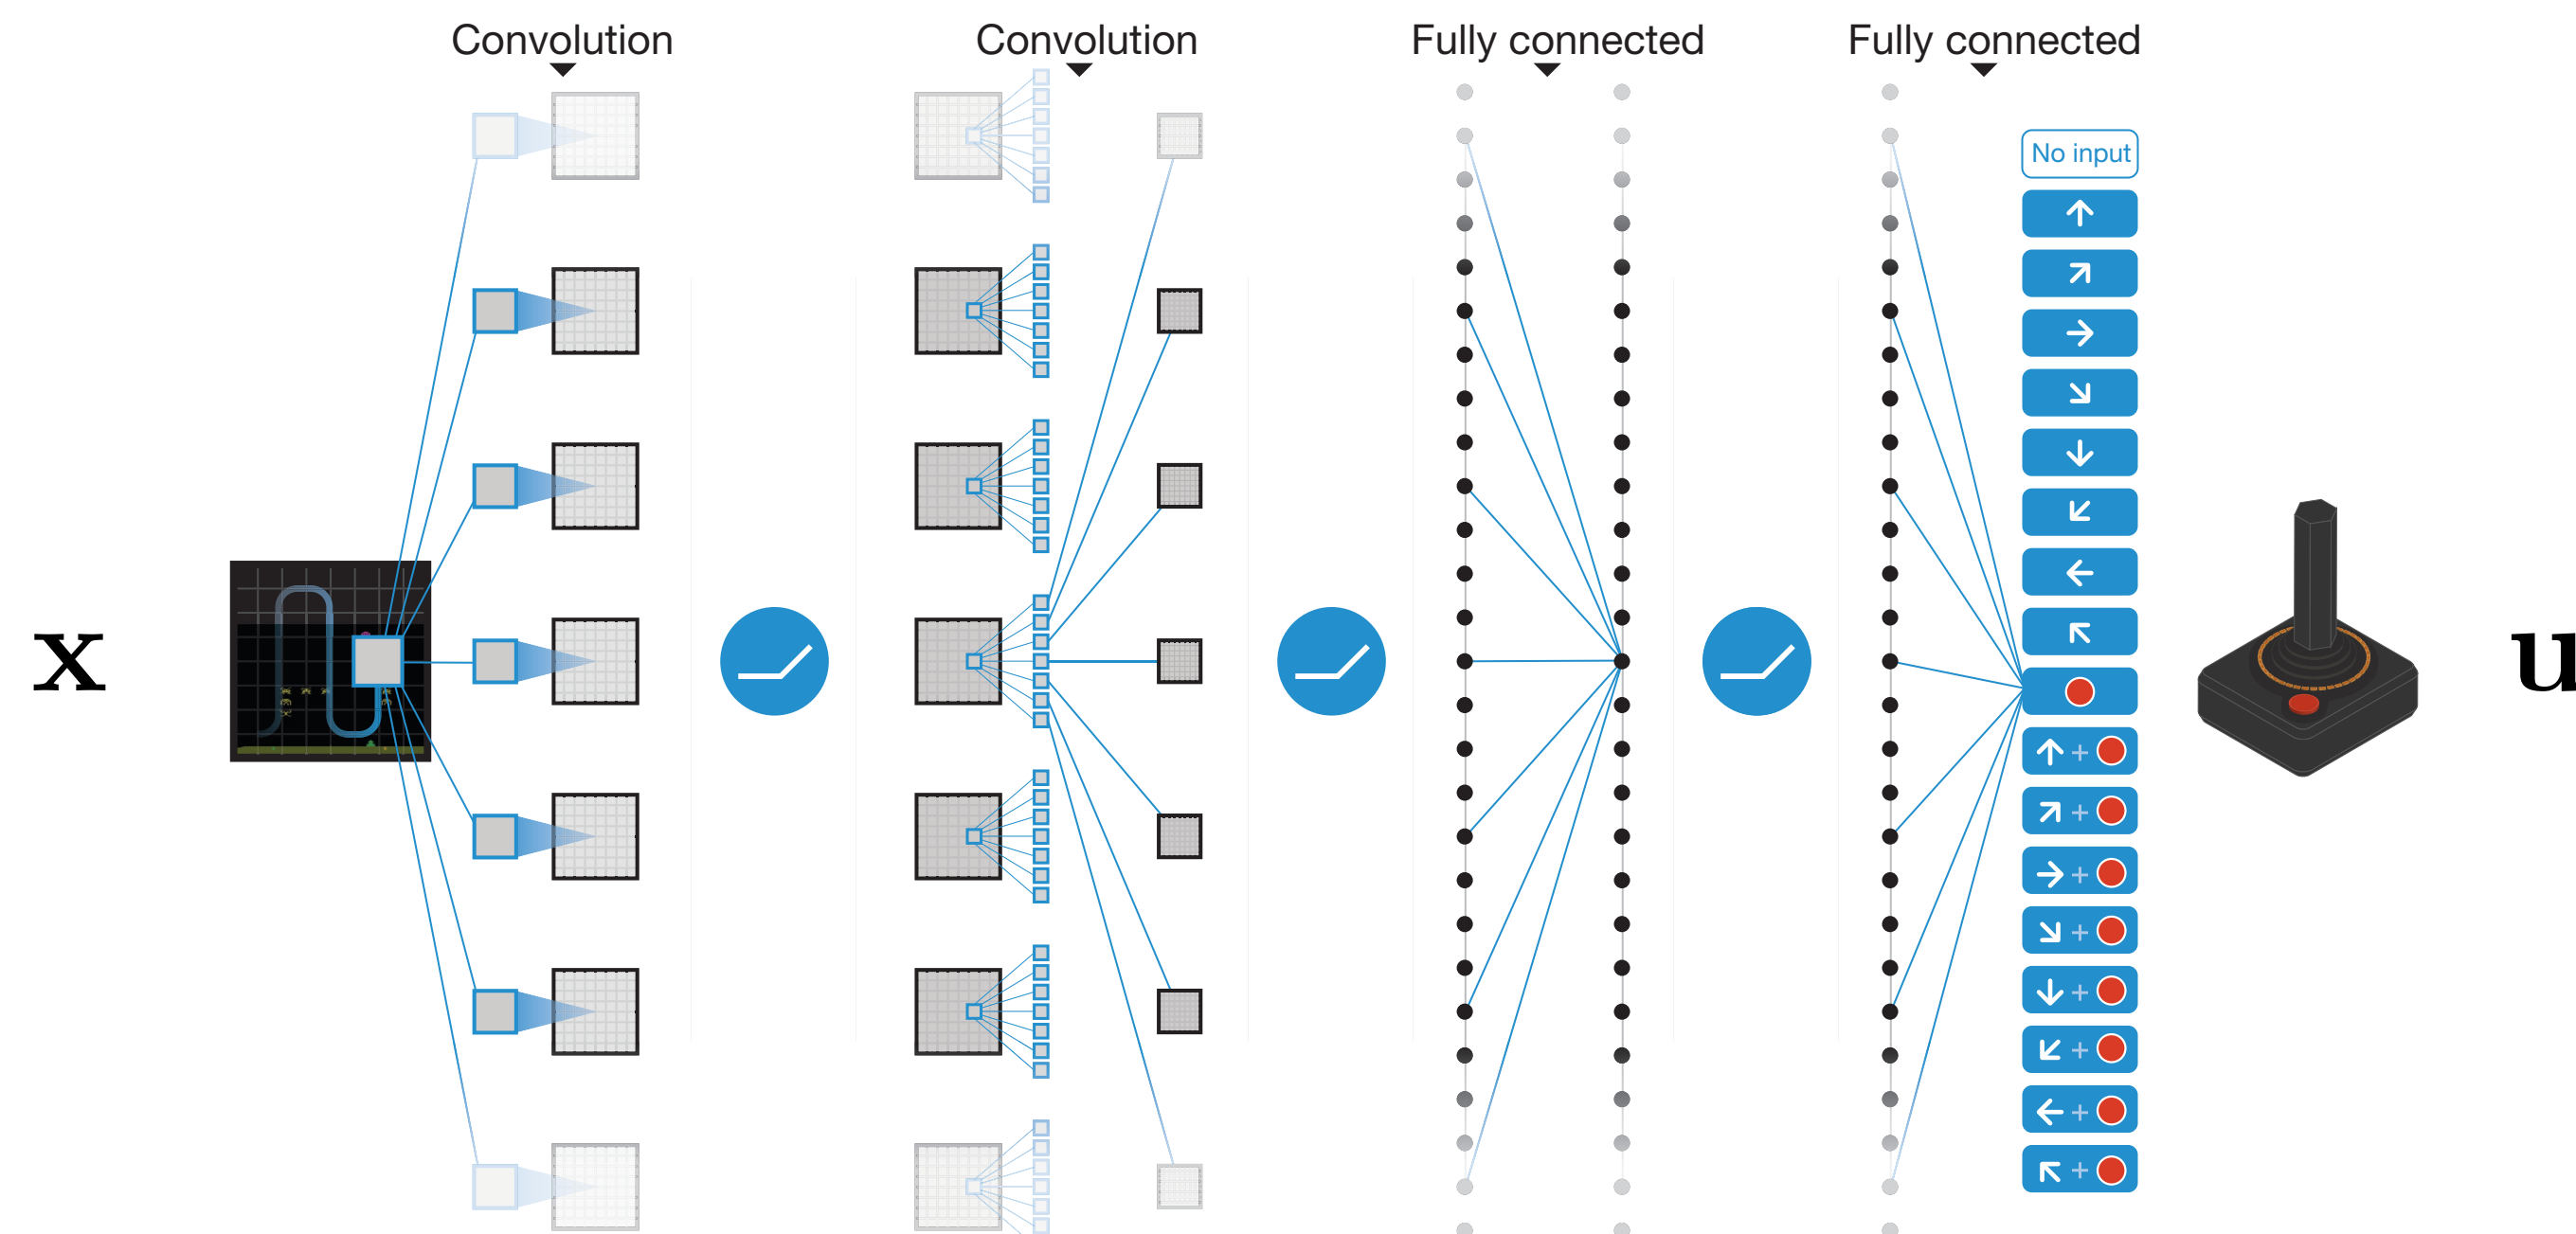 Convolution
Convolution
Fully connected
Fully connected
No input
+
+
+
+
+
+
+
+
x
u